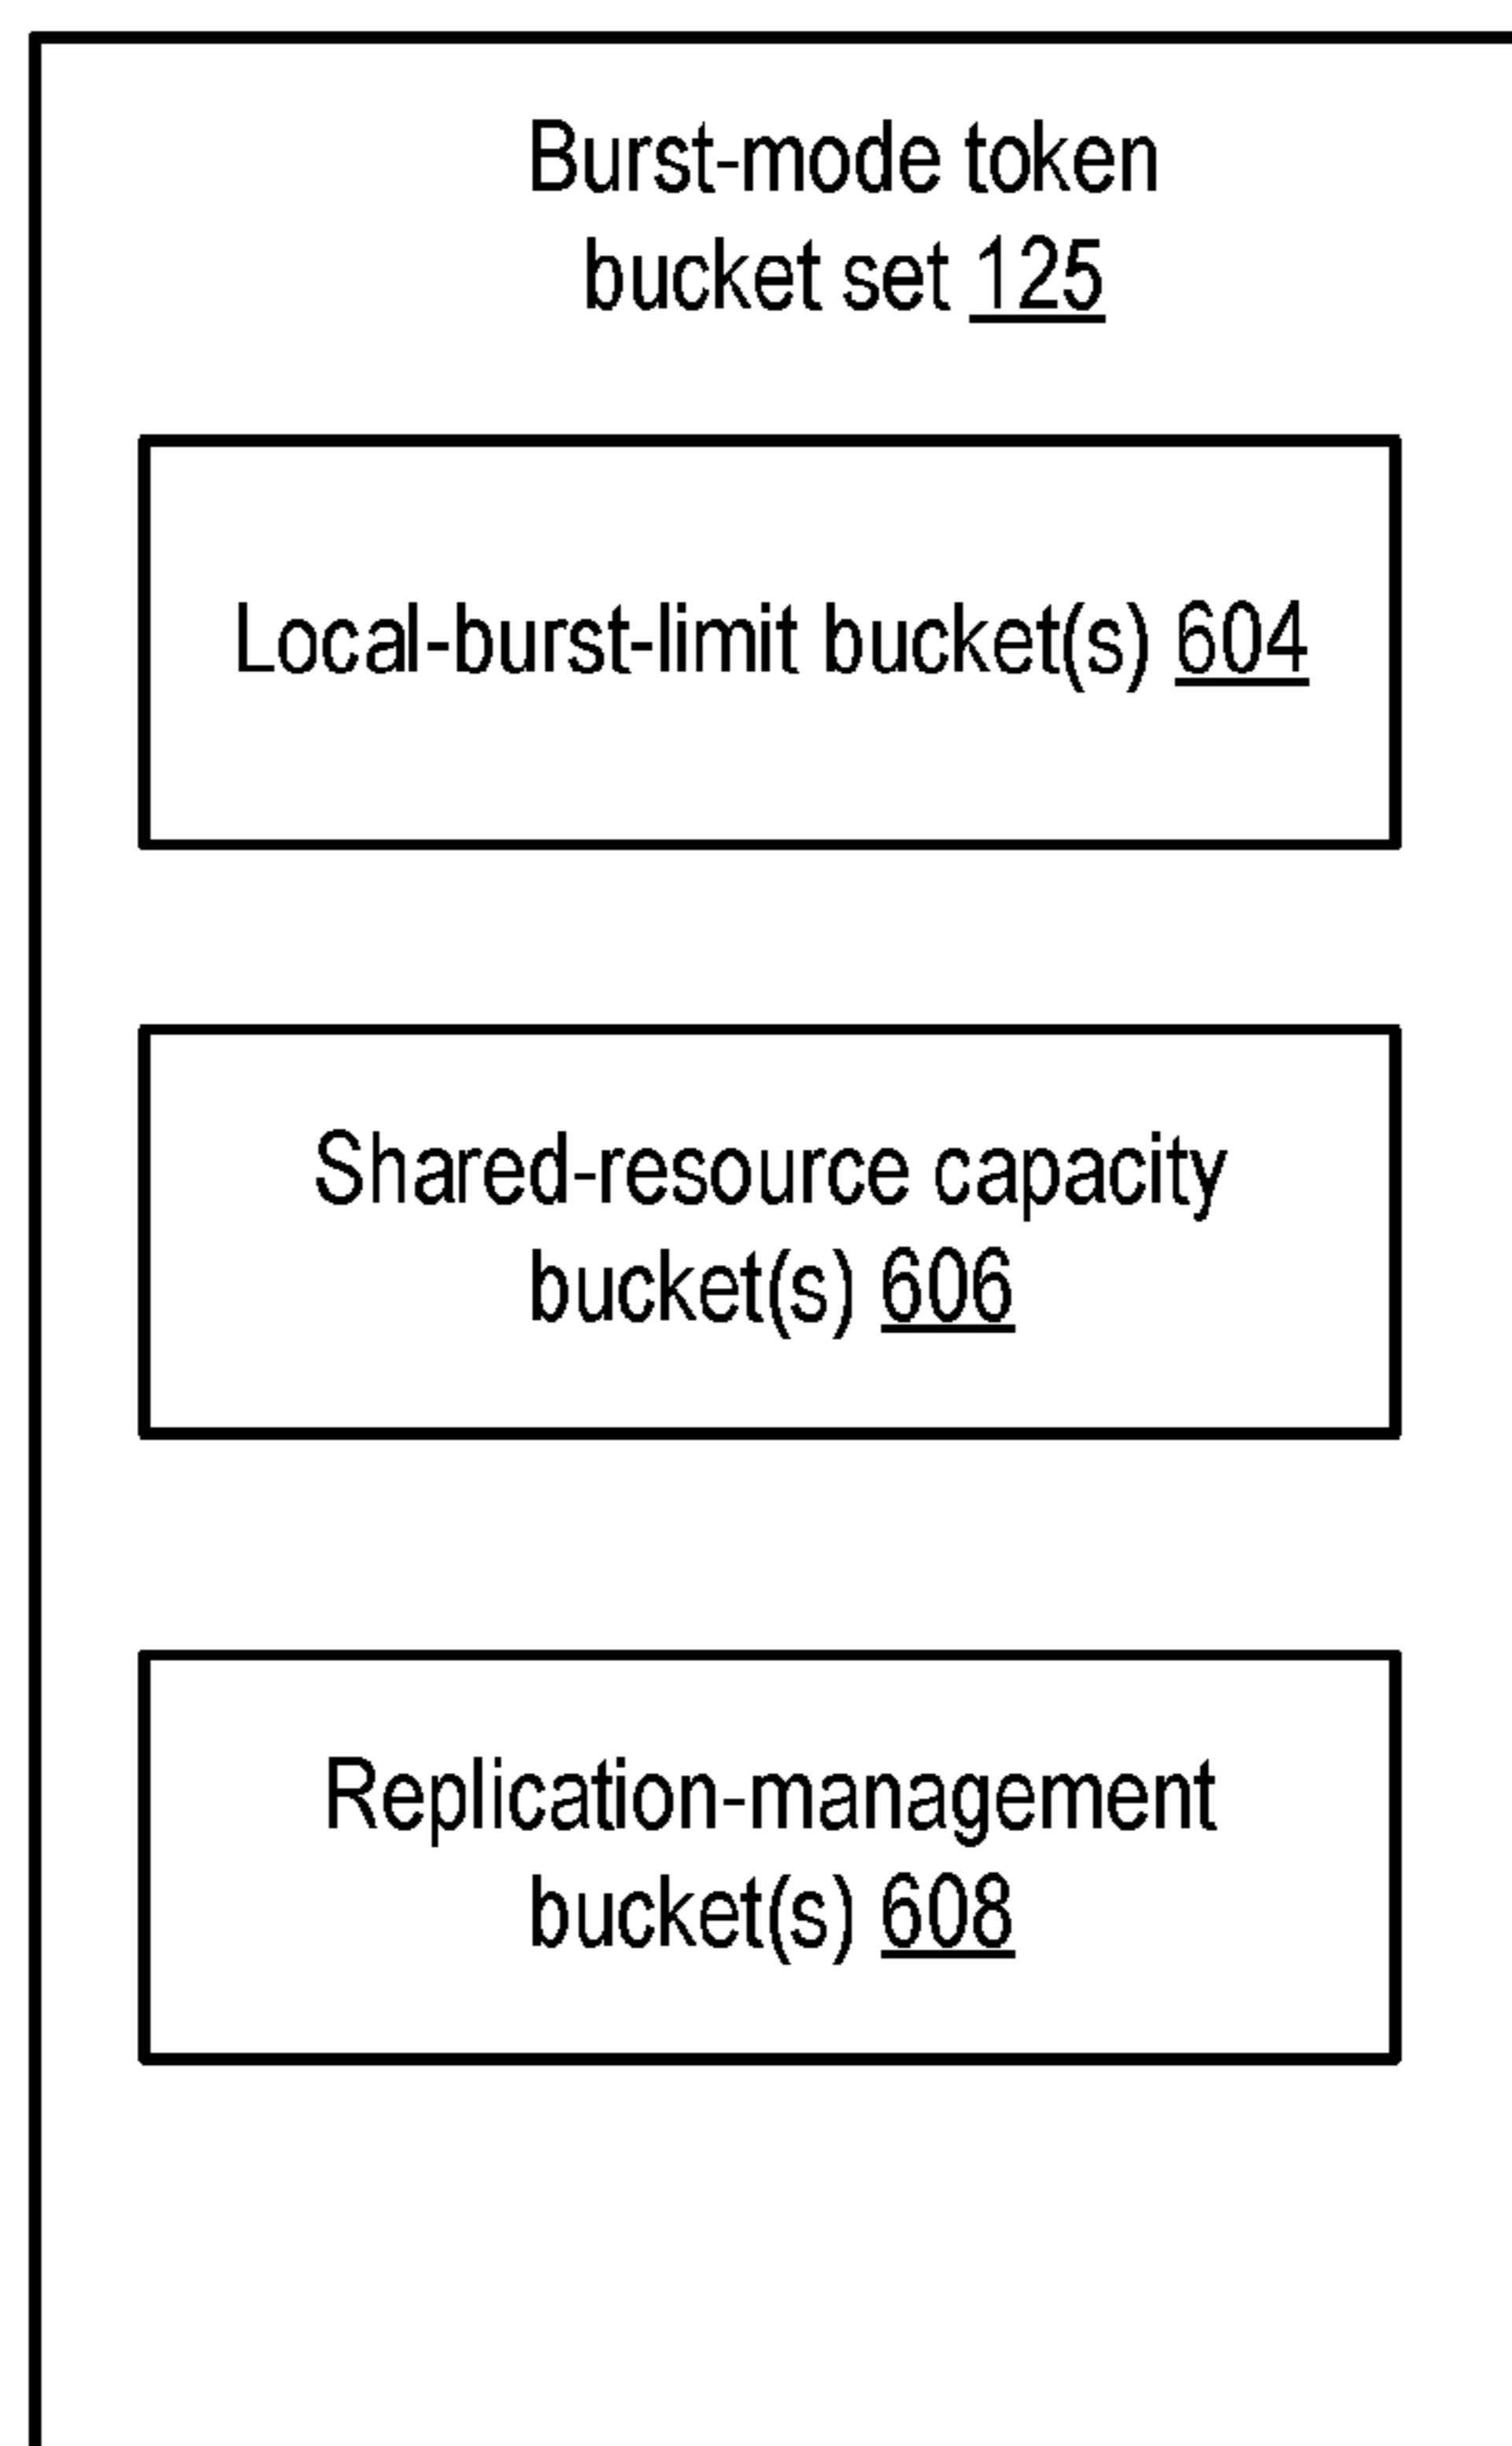 Burst-mode token
bucket set 125
Local-burst-limit bucket(s) 604
Shared-resource capacity
bucket(s) 606
Replication-management
bucket(s) 608